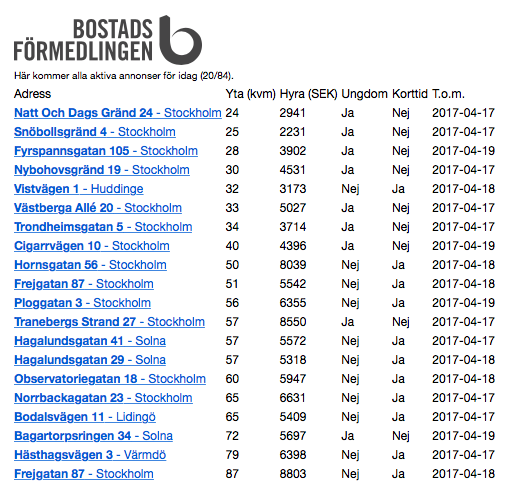 BOSTADS
FÖRMEDLINGEN
Här kommer alla aktiva annonser för idag (20/84).
Adress Yta (kvm) Hyra (SEK) Ungdom Korttid T.o.m.
Natt Och Dags Gränd 24 - Stockholm 24 2941 Ja Nej 2017-04-17
Snöbollsgränd 4 - Stockholm 25 2231 Ja Nej 2017-04-17
Fyrspannsgatan 105 - Stockholm 28 3902 Ja Nej 2017-04-19
Nybohovsgränd 19 - Stockholm 30 4531 Ja Nej 2017-04-17
Vistvägen 1 - Huddinge 32 3173 Nej Ja 2017-04-18
Västberga Allé 20 - Stockholm 33 5027 Ja Nej 2017-04-17
Trondheimsgatan 5 - Stockholm 34 3714 Ja Nej 2017-04-17
Cigarrvägen 10 - Stockholm 40 4396 Ja Nej 2017-04-19
Hornsgatan 56 - Stockholm 50 8039 Nej Ja 2017-04-18
Frejgatan 87 - Stockholm 51 5542 Nej Ja 2017-04-18
Ploggatan 3 - Stockholm 56 6355 Nej Ja 2017-04-19
Tranebergs Strand 27 - Stockholm 57 8550 Ja Nej 2017-04-17
Hagalundsgatan 41 - Solna 57 5572 Nej Ja 2017-04-17
Hagalundsgatan 29 - Solna 57 5318 Nej Ja 2017-04-18
Observatoriegatan 18 - Stockholm 60 5947 Nej Ja 2017-04-18
Norrbackagatan 23 - Stockholm 65 6631 Nej Ja 2017-04-17
Bodalsvägen 11 - Lidingö 65 5409 Nej Ja 2017-04-17
Bagartorpsringen 34 - Solna 72 5697 Ja Nej 2017-04-19
Hästhagsvägen 3 - Värmdö 79 6398 Nej Ja 2017-04-17
Frejgatan 87 - Stockholm 87 8803 Nej Ja 2017-04-18